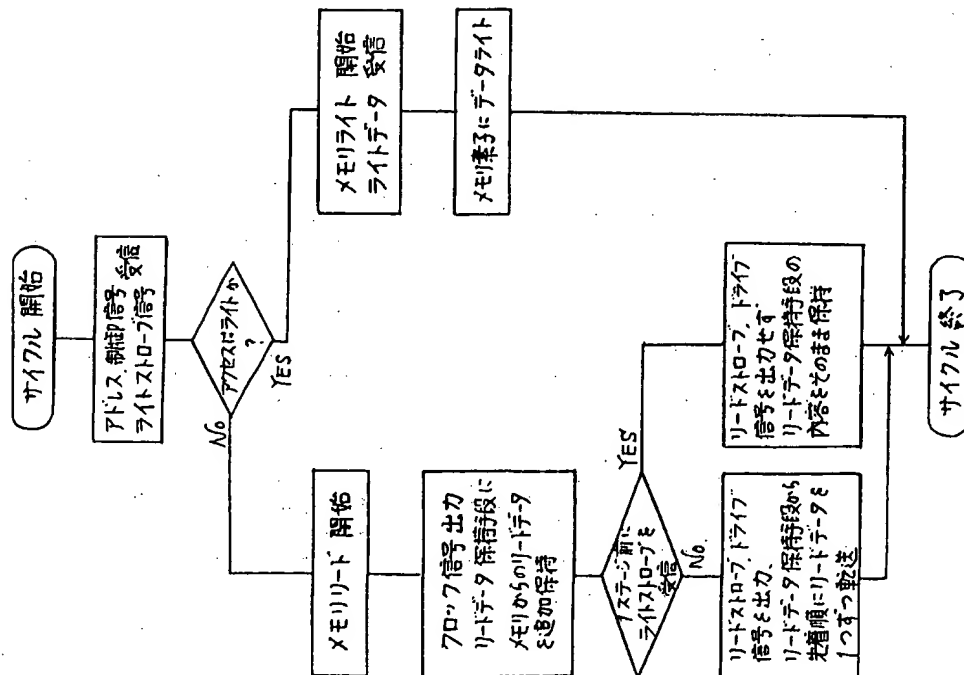 サイクル 開始
アドレス 制御信号 受信
ライトストローブ信号
アクセスはライトか
?
No
YES
メモリリード 開始
クロック信号 出力
リードデータ 保持手段に
メモリからのリードデータ
を追加保持
1ステージ前に
ライトストローブを
受信
No
YES
リードストローブ、ドライブ
信号を出力、
リードデータ保持手段から
先着順にリードデータを
1つずつ転送
リードストローブ、ドライブ
信号を出力せず
リードデータ保持手段の
内容をそのまま保持
メモリライト 開始
ライトデータ 受信
メモリ素子にデータライト
サイクル 終了